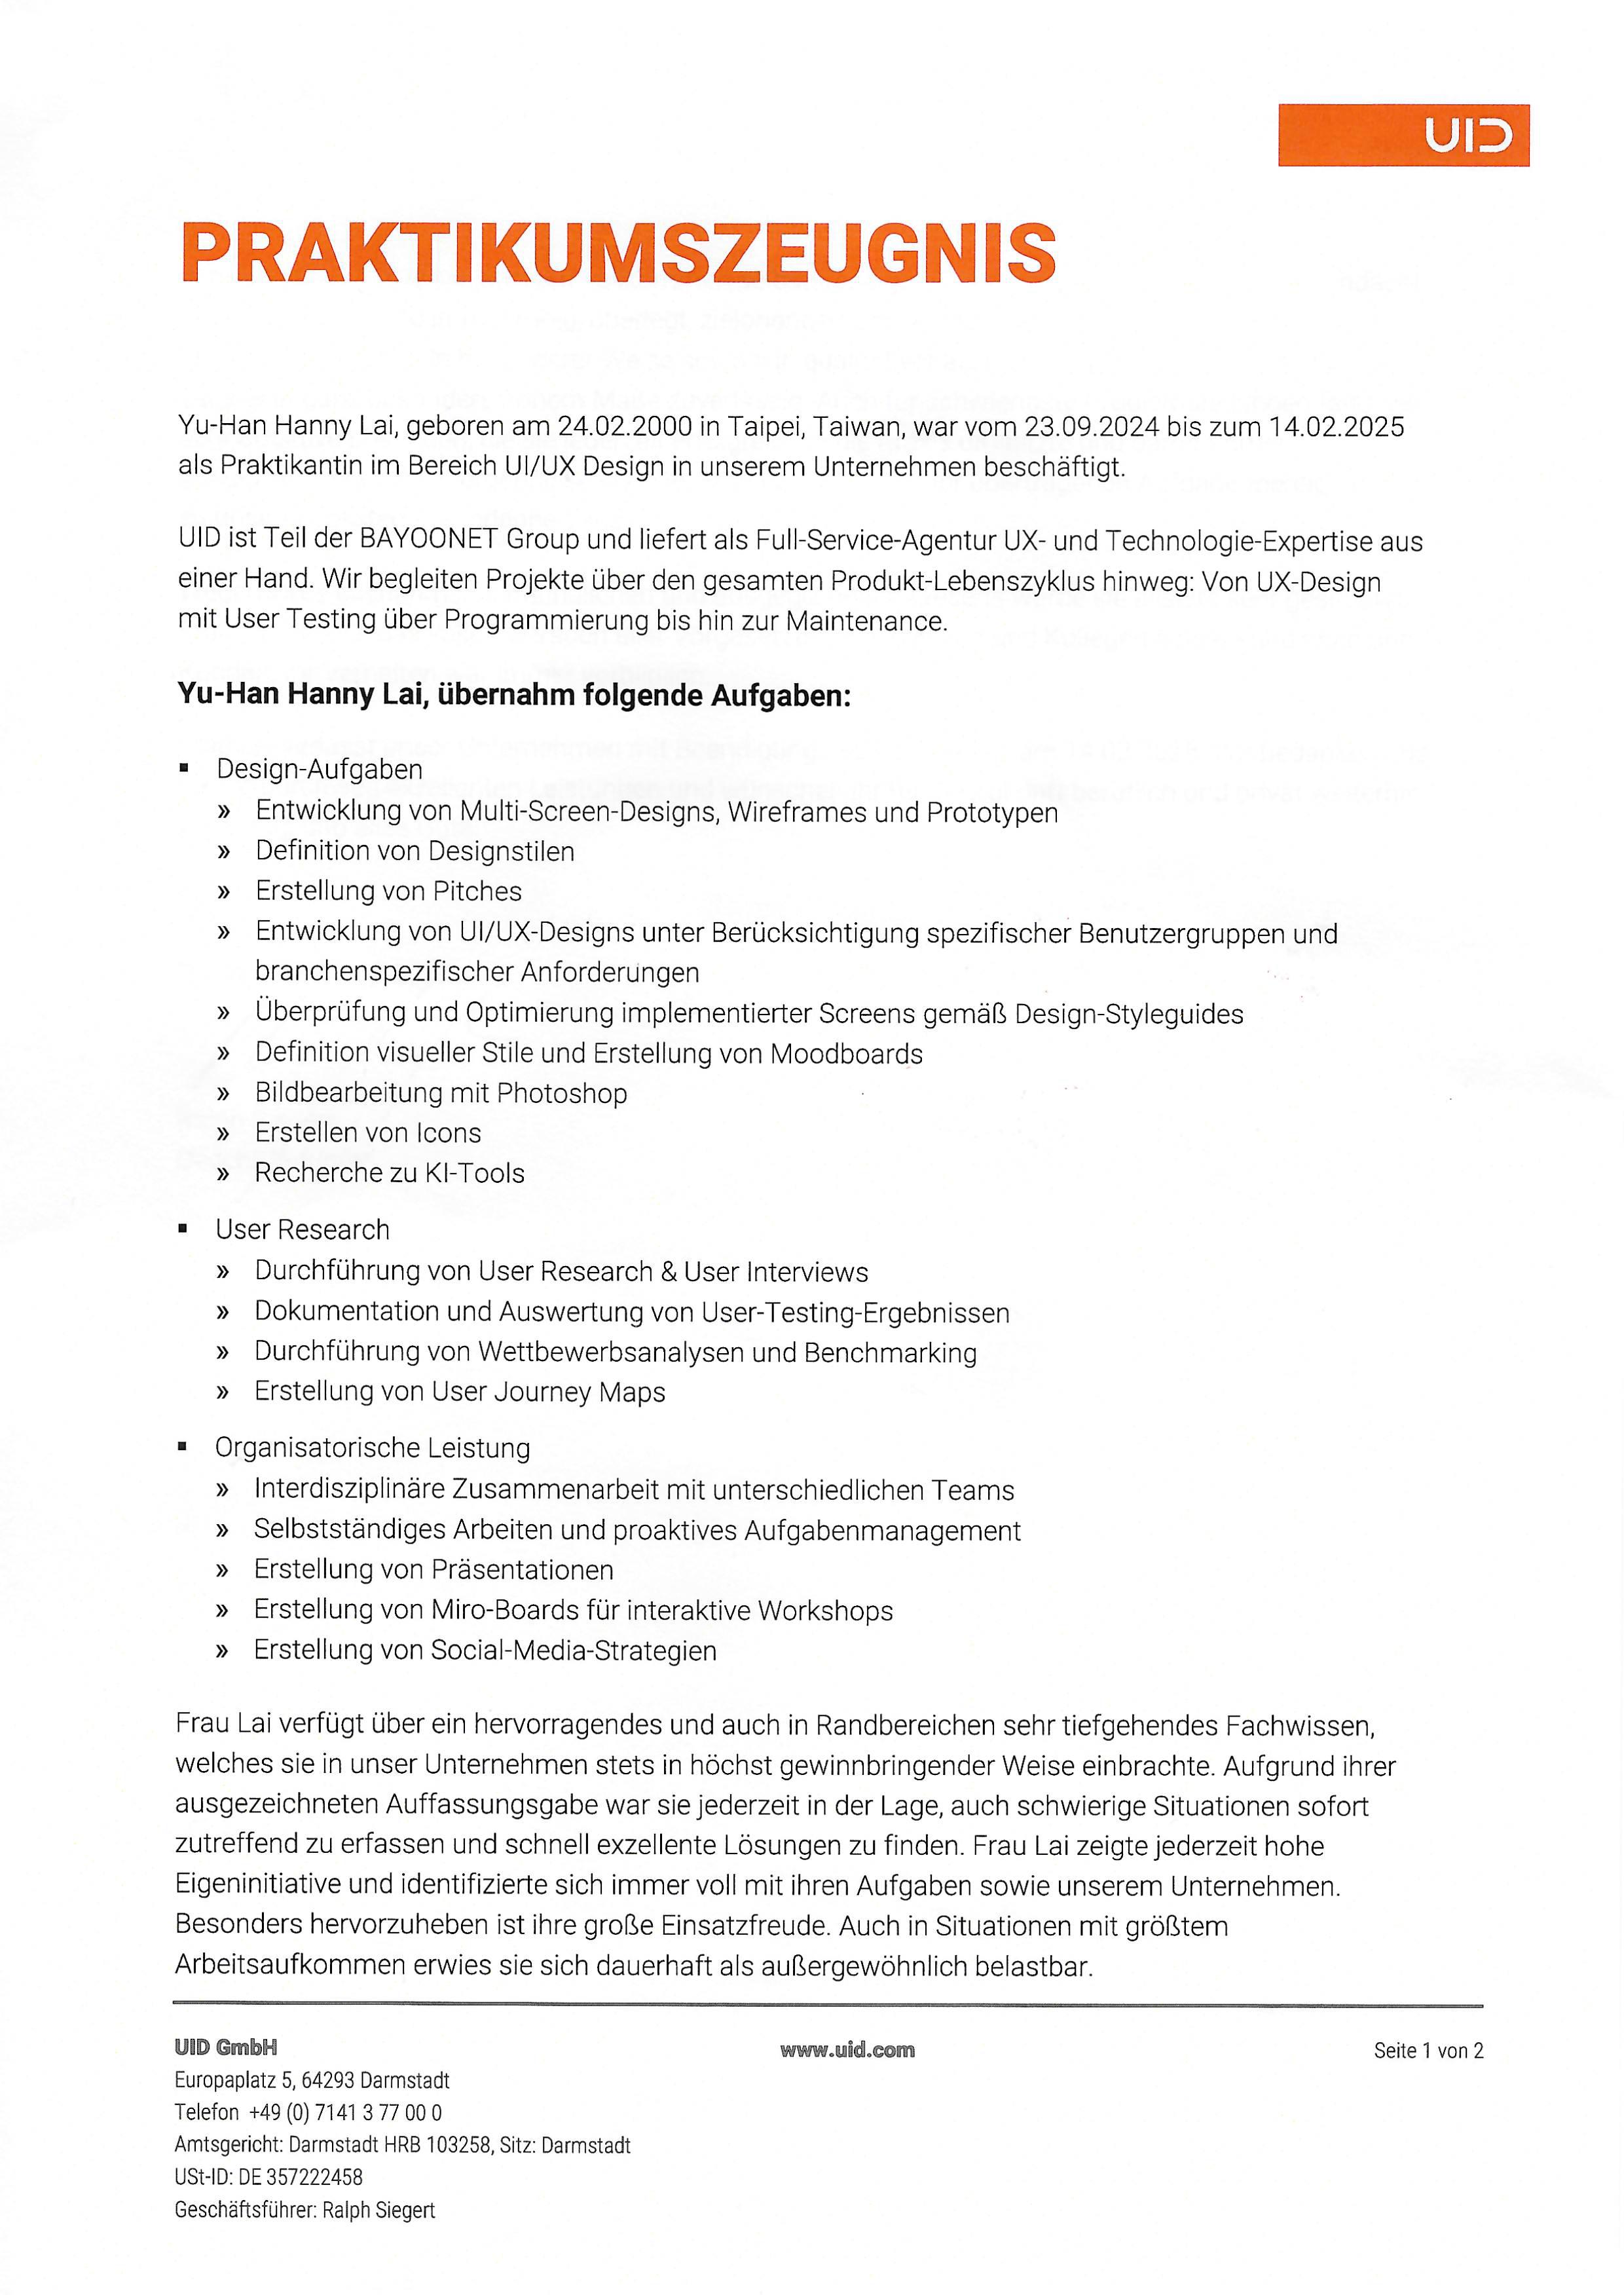 UID
PRAKTIKUMSZEUGNIS
Yu-Han Hanny Lai, geboren am 24.02.2000 in Taipei, Taiwan, war vom 23.09.2024 bis zum 14.02.2025
als Praktikantin im Bereich UI/UX Design in unserem Unternehmen beschäftigt.
UID ist Teil der BAYOONET Group und liefert als Full-Service-Agentur UX- und Technologie-Expertise aus
einer Hand. Wir begleiten Projekte über den gesamten Produkt-Lebenszyklus hinweg: Von UX-Design
mit User Testing über Programmierung bis hin zur Maintenance.
Yu-Han Hanny Lai, übernahm folgende Aufgaben:
▪ Design-Aufgaben
» Entwicklung von Multi-Screen-Designs, Wireframes und Prototypen
» Definition von Designstilen
» Erstellung von Pitches
» Entwicklung von UI/UX-Designs unter Berücksichtigung spezifischer Benutzergruppen und
branchenspezifischer Anforderungen
» Überprüfung und Optimierung implementierter Screens gemäß Design-Styleguides
» Definition visueller Stile und Erstellung von Moodboards
» Bildbearbeitung mit Photoshop
» Erstellen von Icons
» Recherche zu KI-Tools
▪ User Research
» Durchführung von User Research & User Interviews
» Dokumentation und Auswertung von User-Testing-Ergebnissen
» Durchführung von Wettbewerbsanalysen und Benchmarking
» Erstellung von User Journey Maps
▪ Organisatorische Leistung
» Interdisziplinäre Zusammenarbeit mit unterschiedlichen Teams
» Selbstständiges Arbeiten und proaktives Aufgabenmanagement
» Erstellung von Präsentationen
» Erstellung von Miro-Boards für interaktive Workshops
» Erstellung von Social-Media-Strategien
Frau Lai verfügt über ein hervorragendes und auch in Randbereichen sehr tiefgehendes Fachwissen,
welches sie in unser Unternehmen stets in höchst gewinnbringender Weise einbrachte. Aufgrund ihrer
ausgezeichneten Auffassungsgabe war sie jederzeit in der Lage, auch schwierige Situationen sofort
zutreffend zu erfassen und schnell exzellente Lösungen zu finden. Frau Lai zeigte jederzeit hohe
Eigeninitiative und identifizierte sich immer voll mit ihren Aufgaben sowie unserem Unternehmen.
Besonders hervorzuheben ist ihre große Einsatzfreude. Auch in Situationen mit größtem
Arbeitsaufkommen erwies sie sich dauerhaft als außergewöhnlich belastbar.
UID GmbH
Europaplatz 5, 64293 Darmstadt
Telefon +49 (0) 7141 3 77 00 0
Amtsgericht: Darmstadt HRB 103258, Sitz: Darmstadt
USt-ID: DE 357222458
Geschäftsführer: Ralph Siegert
www.uid.com
Seite 1 von 2